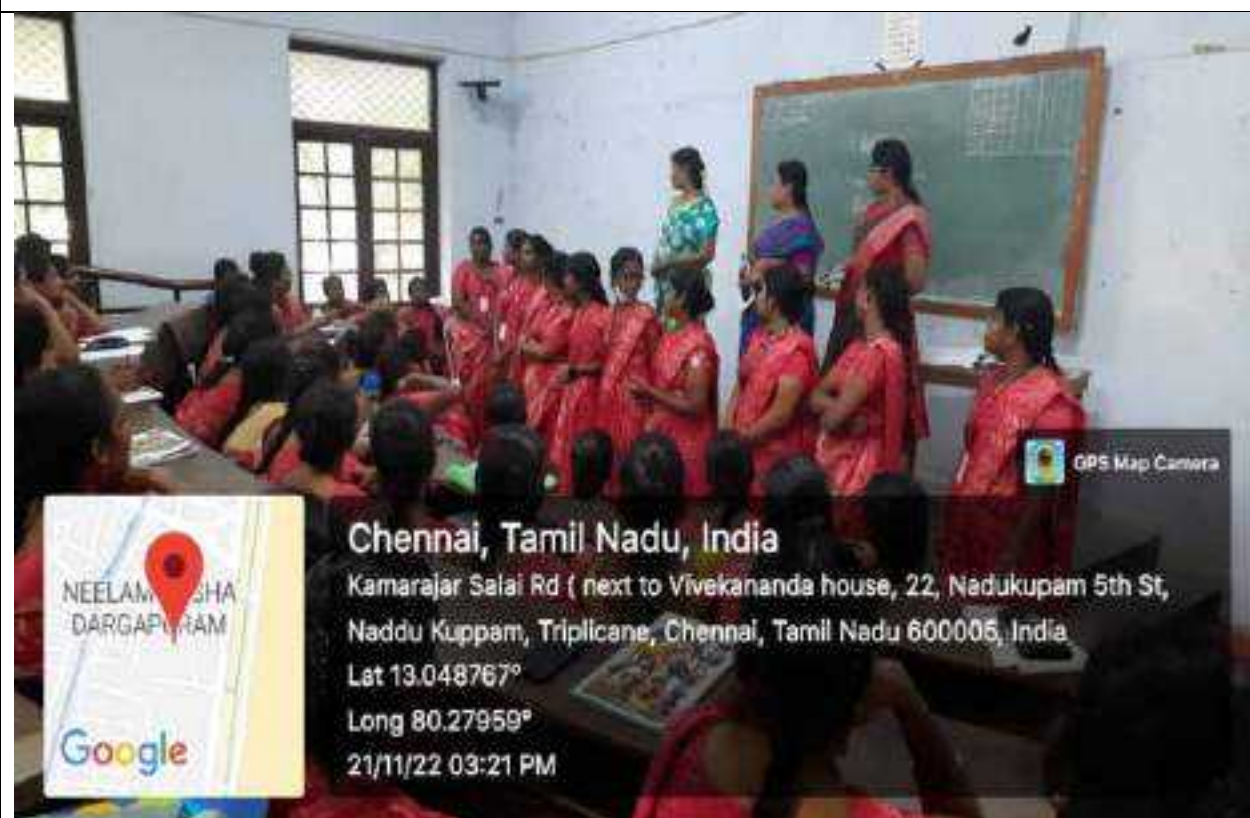 GPS Map Camera
Chennai, Tamil Nadu, India
Kamarajar Salai Rd ( next to Vivekananda house, 22, Nadukupam 5th St,
Naddu Kuppam, Triplicane, Chennai, Tamil Nadu 600005, India
Lat 13.048767°
Long 80.27959°
21/11/22 03:21 PM
Google